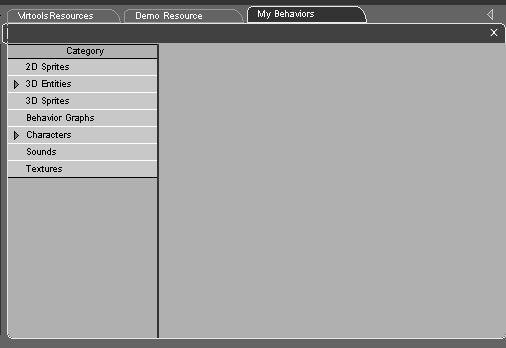 Virtools Resources
Demo Resource
My Behaviors
X
Category
2D Sprites
3D Entities
3D Sprites
Behavior Graphs
Characters
Sounds
Textures